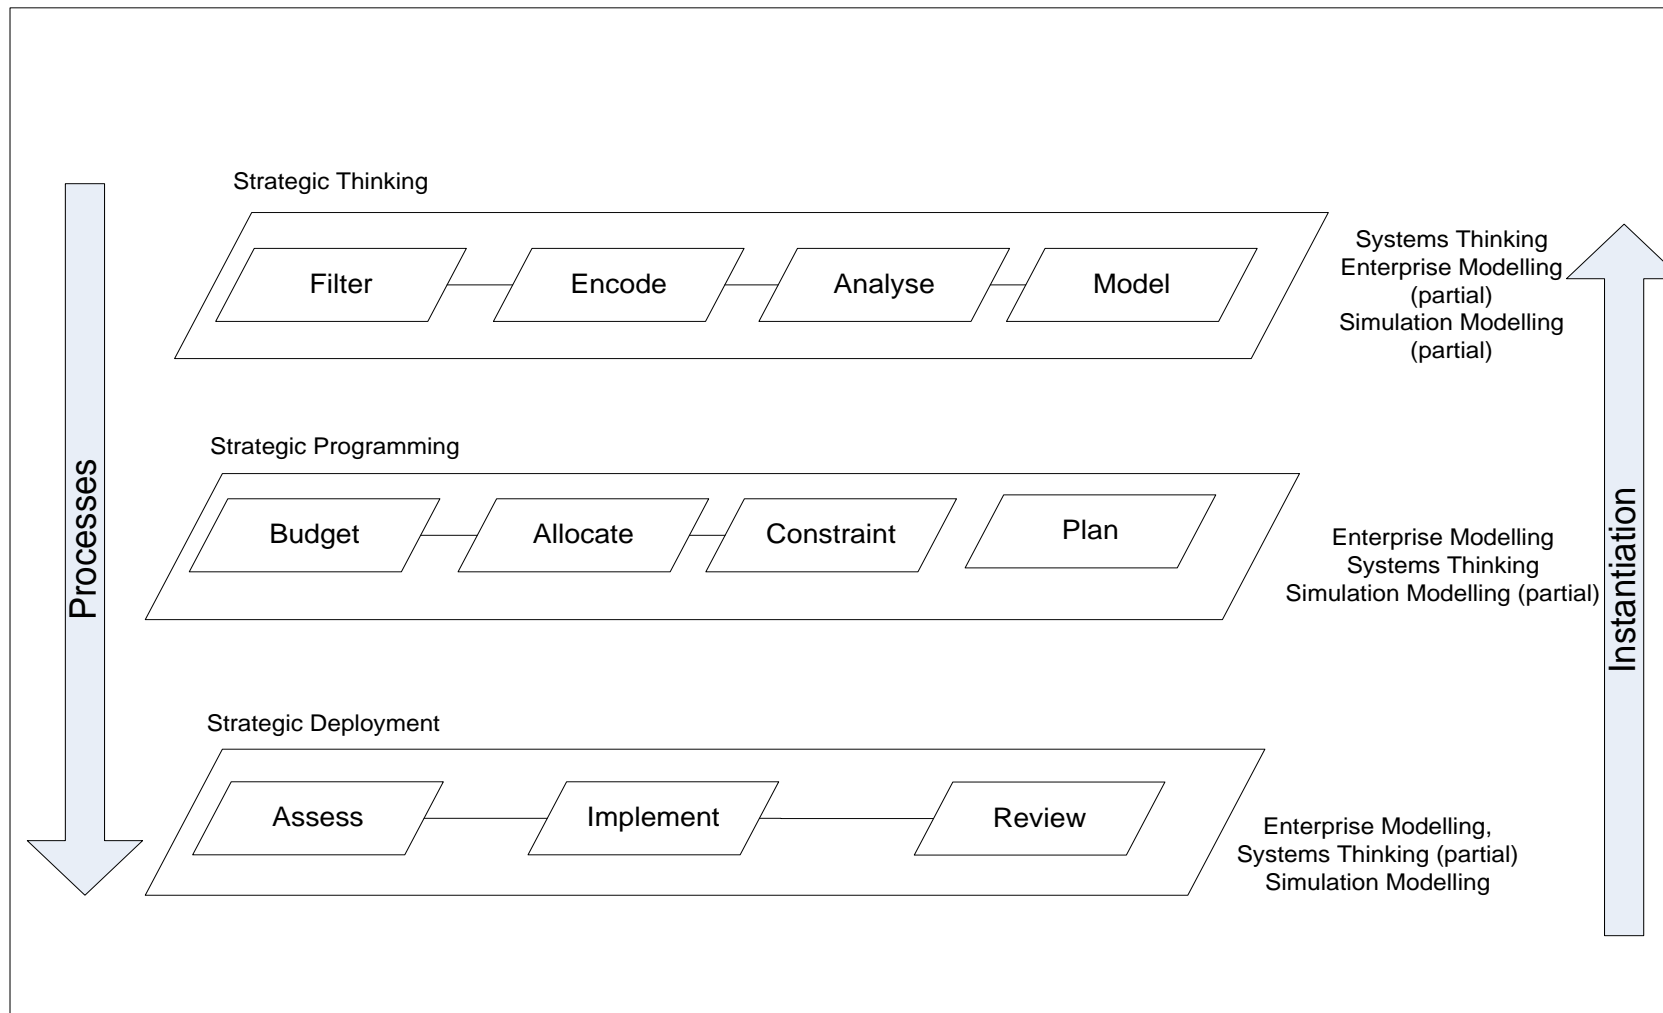 Strategic Thinking
Filter
Encode
Analyse
Model
Systems Thinking
Enterprise Modelling
(partial)
Simulation Modelling
(partial)
Processes
Strategic Programming
Budget
Allocate
Constraint
Plan
Enterprise Modelling
Systems Thinking
Simulation Modelling (partial)
Instantiation
Strategic Deployment
Assess
Implement
Review
Enterprise Modelling,
Systems Thinking (partial)
Simulation Modelling